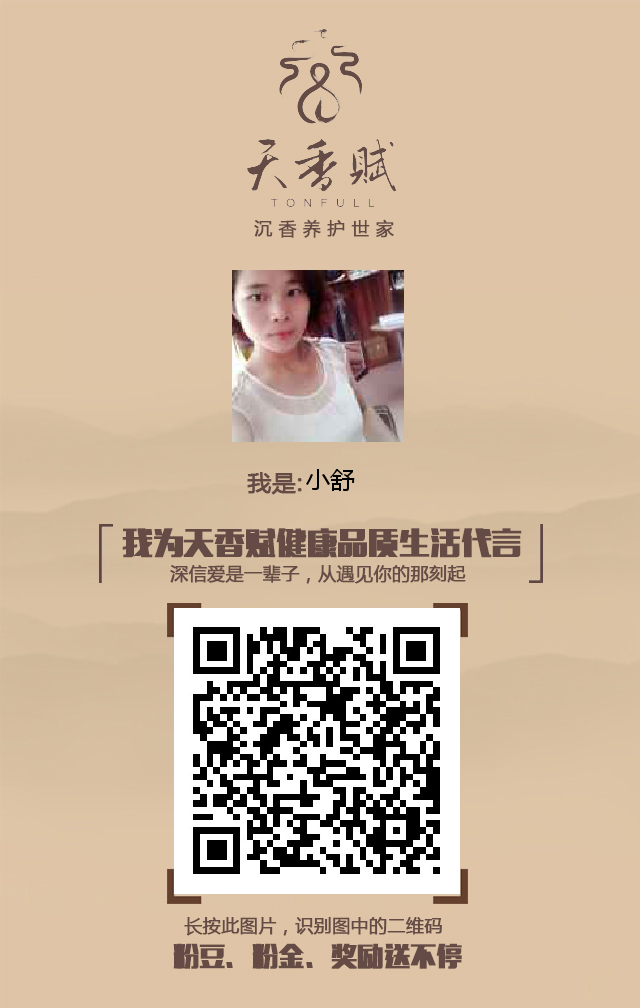 天香赋
TONFULL
沉香养护世家
我是:小舒
我为天香赋健康品质生活代言
深信爱是一辈子，从遇见你的那刻起
长按此图片，识别图中的二维码
粉豆、粉金、奖励送不停